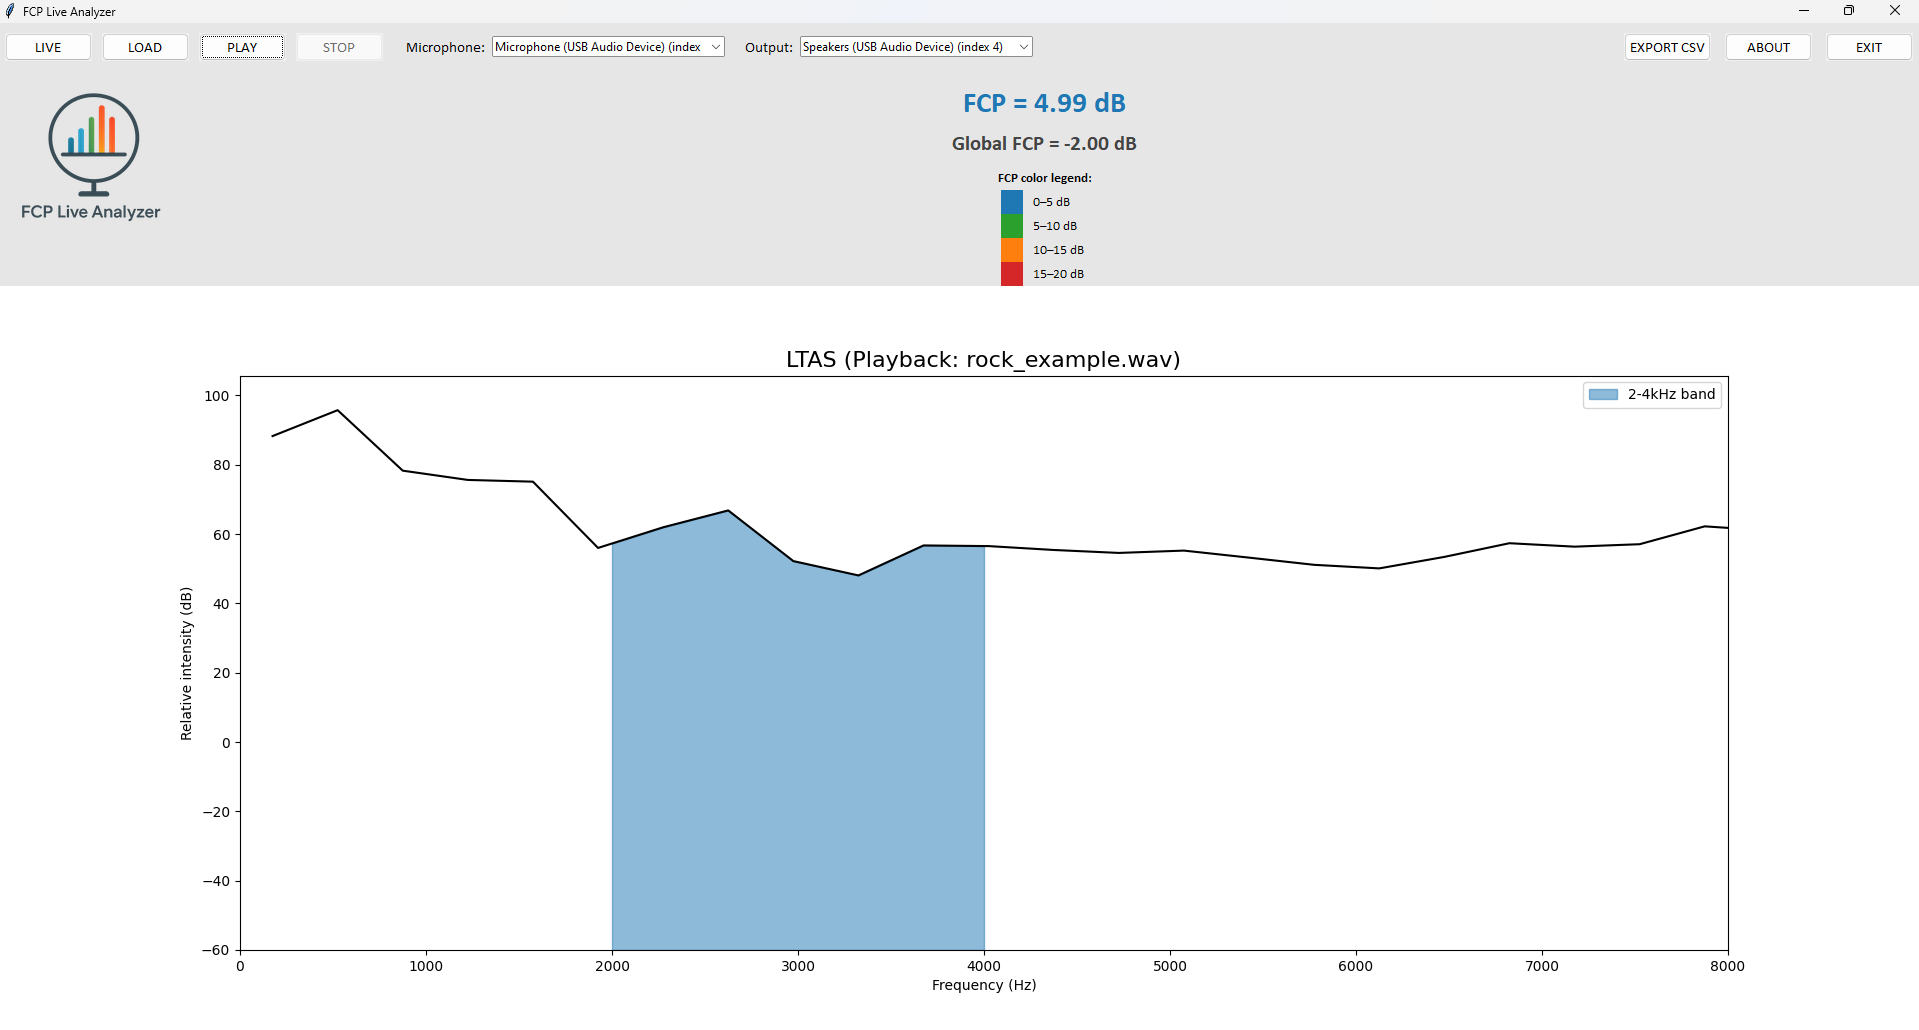 FCP Live Analyzer
LIVE LOAD PLAY STOP Microphone: Microphone (USB Audio Device) (index Output: Speakers (USB Audio Device) (index 4) EXPORT CSV ABOUT EXIT
FCP Live Analyzer
FCP = 4.99 dB
Global FCP = -2.00 dB
FCP color legend:
0–5 dB
5–10 dB
10–15 dB
15–20 dB
LTAS (Playback: rock_example.wav)
2-4kHz band
Relative intensity (dB)
100
80
60
40
20
0
−20
−40
−60
0 1000 2000 3000 4000 5000 6000 7000 8000
Frequency (Hz)